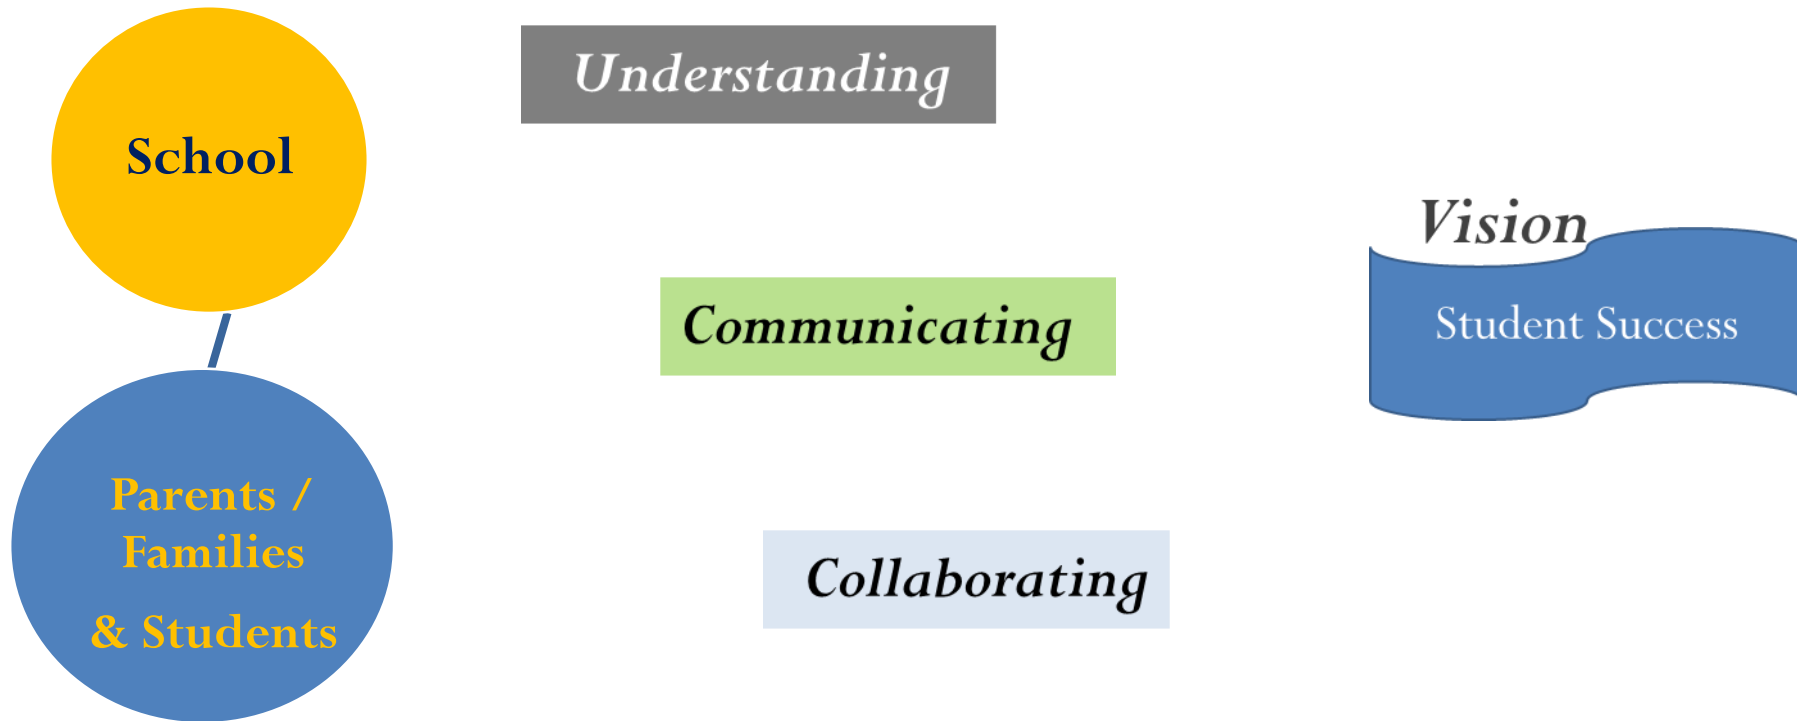 School
Parents /
Families
& Students
Understanding
Communicating
Collaborating
Vision
Student Success